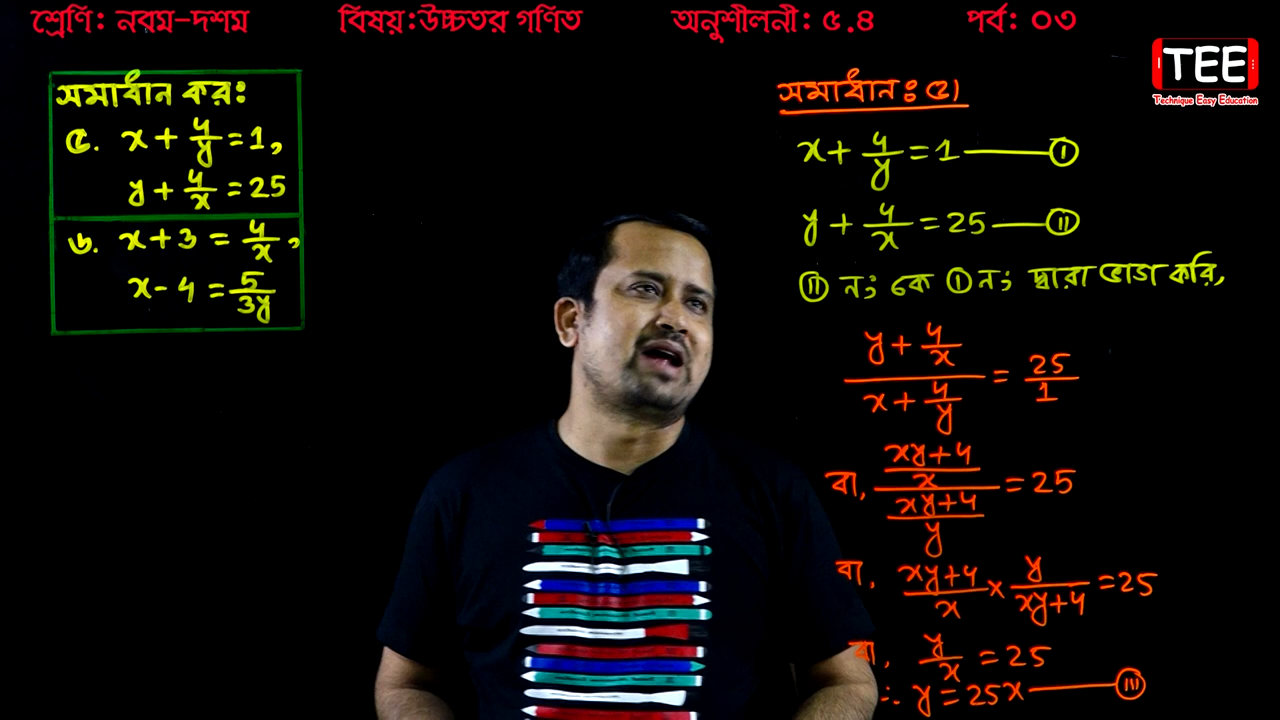 শ্রেণি: নবম-দশম বিষয়:উচ্চতর গণিত অনুশীলনী: ৫.৪ পর্ব: ০৩
TEE
Technique Easy Education
সমাধান কর:
৫. x + 4/y = 1,
y + 4/x = 25
৬. x + 3 = 4/x,
x - 4 = 5/3y
সমাধান: ৫।
x + 4/y = 1 —— (i)
y + 4/x = 25 —— (ii)
(ii) নং কে (i) নং দ্বারা ভাগ করি,
(y + 4/x)/(x + 4/y) = 25/1
বা, ((xy+4)/x)/((xy+4)/y) = 25
বা, (xy+4)/x × y/(xy+4) = 25
বা, y/x = 25
∴ y = 25x —— (iii)